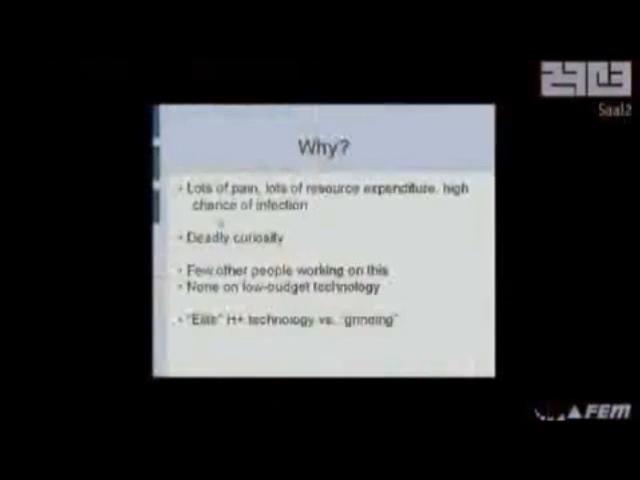 29C3
Saal2
Why?
• Lots of pain, lots of resource expenditure, high
chance of infection
• Deadly curiosity
• Few other people working on this
• None on low-budget technology
• "Elite" H+ technology vs. "grinding"
FEM